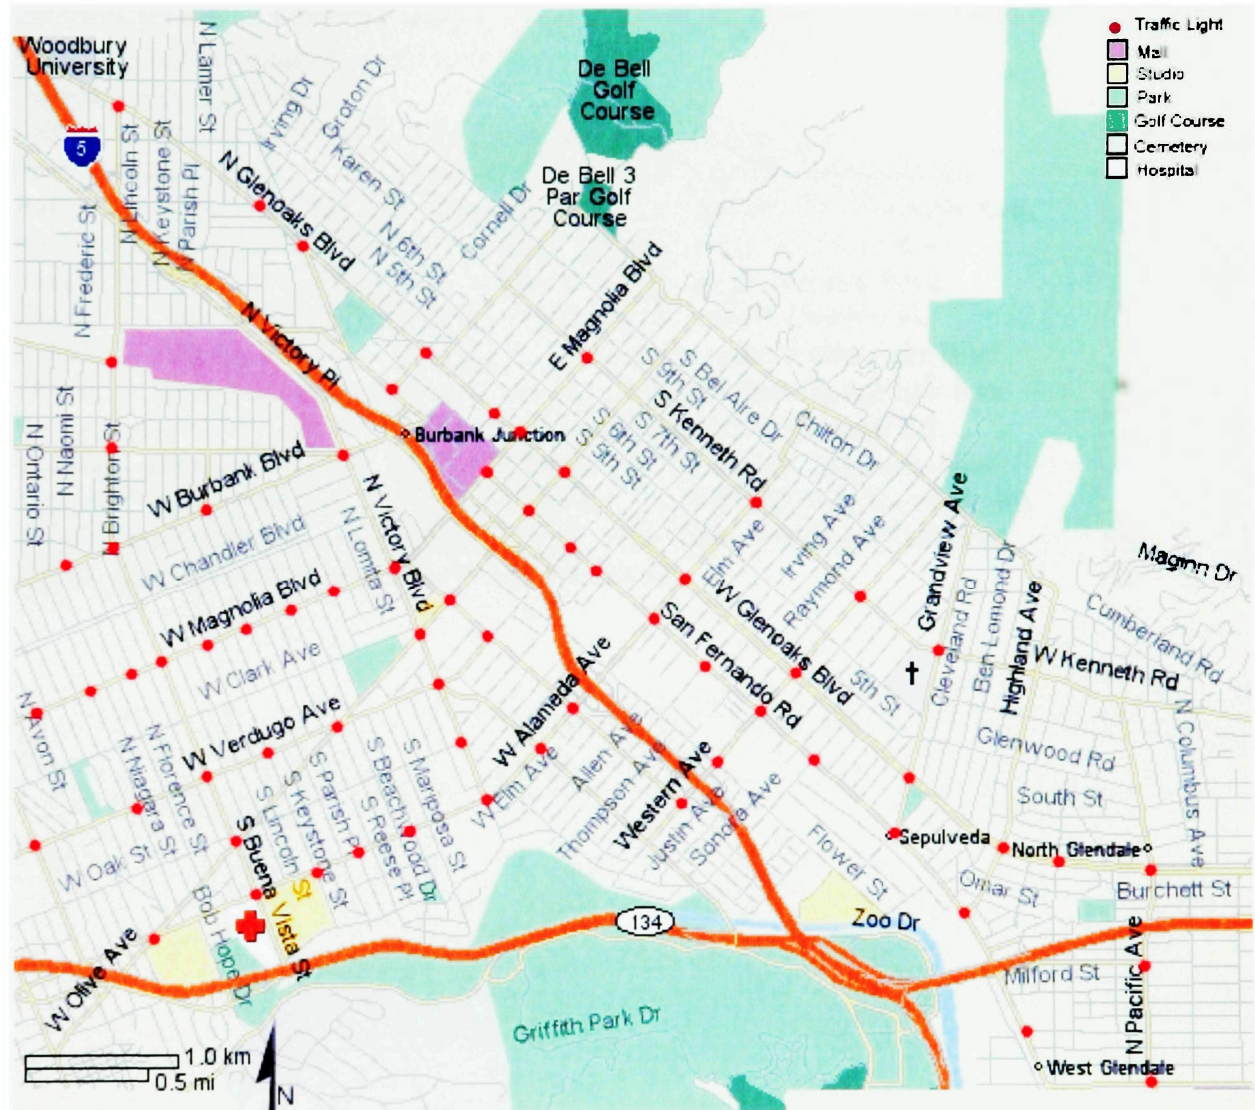 Woodbury
University
N Lamer St
Irving Dr
Groton Dr
De Bell
Golf
Course
Traffic Light
Mall
Studio
Park
Golf Course
Cemetery
Hospital
5
N Lincoln St
N Keystone St
N Parish Pl
N Frederic St
N Glenoaks Blvd
Karen St
N 6th St
N 5th St
Cornell Dr
De Bell 3
Par Golf
Course
E Magnolia Blvd
N Victory Pl
S Bel Aire Dr
S 9th St
S Kenneth Rd
S 7th St
S 6th St
S 5th St
Chilton Dr
N Ontario St
N Naomi St
N Brighton St
Burbank Junction
W Burbank Blvd
W Chandler Blvd
N Victory Blvd
N Lomita St
Elm Ave
Irving Ave
Raymond Ave
Grandview Ave
Cleveland Rd
Ben Lomond Dr
Highland Ave
Maginn Dr
Cumberland Rd
W Magnolia Blvd
W Clark Ave
W Glenoaks Blvd
San Fernando Rd
5th St
W Kenneth Rd
N Columbus Ave
N Avon St
W Verdugo Ave
W Alameda Ave
W Elm Ave
Allen Ave
Thompson Ave
Western Ave
Justin Ave
Sonora Ave
Glenwood Rd
South St
N Niagara St
N Florence St
S Parish Pl
S Keystone St
S Lincoln St
S Beachwood Dr
S Reese Pl
S Mariposa St
W Oak St
S Buena Vista St
Bob Hope Dr
Flower St
Sepulveda
North Glendale
Omar St
Burchett St
134
Zoo Dr
W Olive Ave
Milford St
N Pacific Ave
Griffith Park Dr
West Glendale
1.0 km
0.5 mi
N